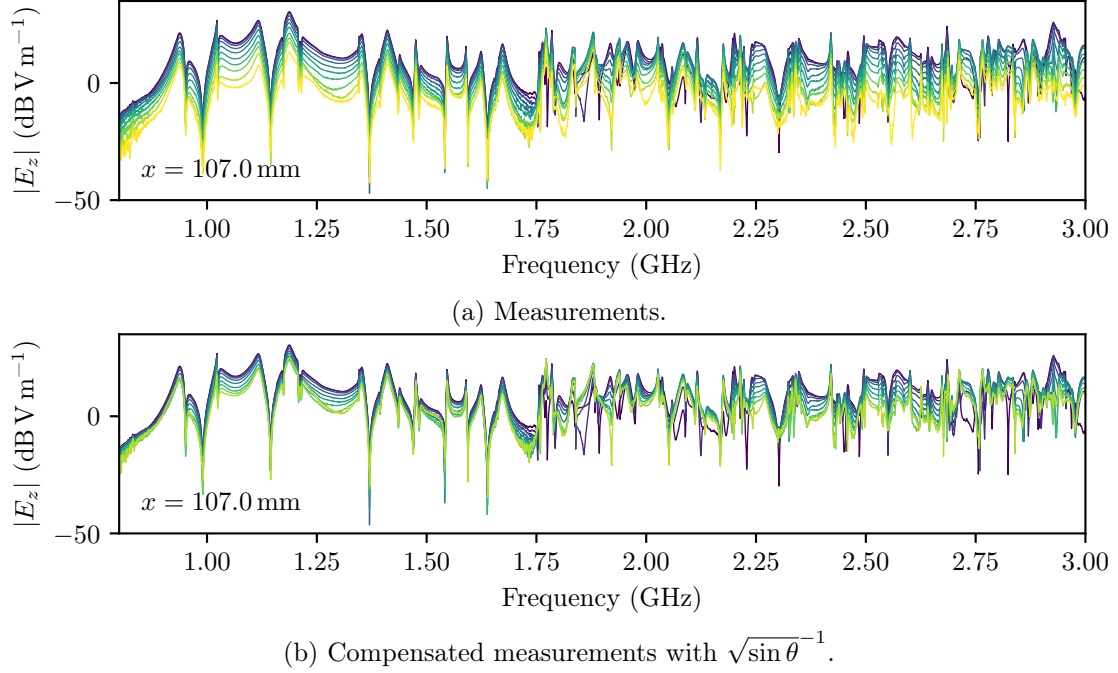 |E_z| (dB V m⁻¹)
0
−50
x = 107.0 mm
1.00 1.25 1.50 1.75 2.00 2.25 2.50 2.75 3.00
Frequency (GHz)
(a) Measurements.
|E_z| (dB V m⁻¹)
0
−50
x = 107.0 mm
1.00 1.25 1.50 1.75 2.00 2.25 2.50 2.75 3.00
Frequency (GHz)
(b) Compensated measurements with √sin θ⁻¹.